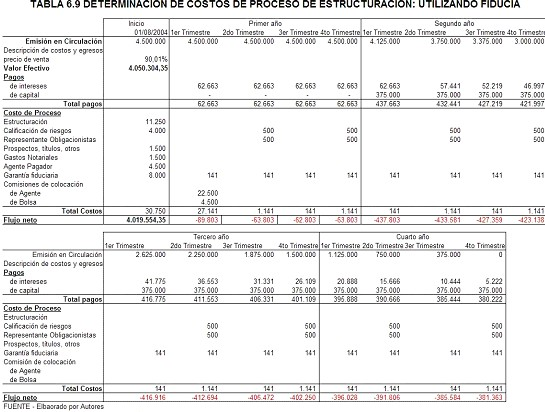 TABLA 6.9 DETERMINACIÓN DE COSTOS DE PROCESO DE ESTRUCTURACIÓN: UTILIZANDO FIDUCIA
Inicio Primer año Segundo año
01/08/2004 1er Trimestre 2do Trimestre 3er Trimestre 4to Trimestre 1er Trimestre 2do Trimestre 3er Trimestre 4to Trimestre
Emisión en Circulación 4.500.000 4.500.000 4.500.000 4.500.000 4.500.000 4.125.000 3.750.000 3.375.000 3.000.000
Descripción de costos y egresos
precio de venta 90,01%
Valor Efectivo 4.050.304,35
Pagos
de intereses 62.663 62.663 62.663 62.663 62.663 57.441 52.219 46.997
de capital - - - - 375.000 375.000 375.000 375.000
Total pagos 62.663 62.663 62.663 62.663 437.663 432.441 427.219 421.997
Costo de Proceso
Estructuración 11.250
Calificación de riesgos 4.000 500 500 500 500
Representante Obligacionistas 500 500 500 500
Prospectos, títulos, otros 1.500
Gastos Notariales 1.500
Agente Pagador 4.500
Garantía fiduciaria 8.000 141 141 141 141 141 141 141 141
Comisiones de colocación
de Agente 22.500
de Bolsa 4.500
Total Costos 30.750 27.141 1.141 141 1.141 141 1.141 141 1.141
Flujo neto 4.019.554,35 -89.803 -63.803 -62.803 -63.803 -437.803 -433.581 -427.359 -423.138
Tercero año Cuarto año
1er Trimestre 2do Trimestre 3er Trimestre 4to Trimestre 1er Trimestre 2do Trimestre 3er Trimestre 4to Trimestre
Emisión en Circulación 2.625.000 2.250.000 1.875.000 1.500.000 1.125.000 750.000 375.000 0
Descripción de costos y egresos
Pagos
de intereses 41.775 36.553 31.331 26.109 20.888 15.666 10.444 5.222
de capital 375.000 375.000 375.000 375.000 375.000 375.000 375.000 375.000
Total pagos 416.775 411.553 406.331 401.109 395.888 390.666 385.444 380.222
Costo de Proceso
Estructuración
Calificación de riesgos 500 500 500 500
Representante Obligacionistas 500 500 500 500
Prospectos, títulos, otros
Garantía fiduciaria 141 141 141 141 141 141 141 141
Comisión de colocación
de Agente
de Bolsa
Total Costos 141 1.141 141 1.141 141 1.141 141 1.141
Flujo neto -416.916 -412.694 -406.472 -402.250 -396.028 -391.806 -385.584 -381.363
FUENTE - Elbaorado por Autores